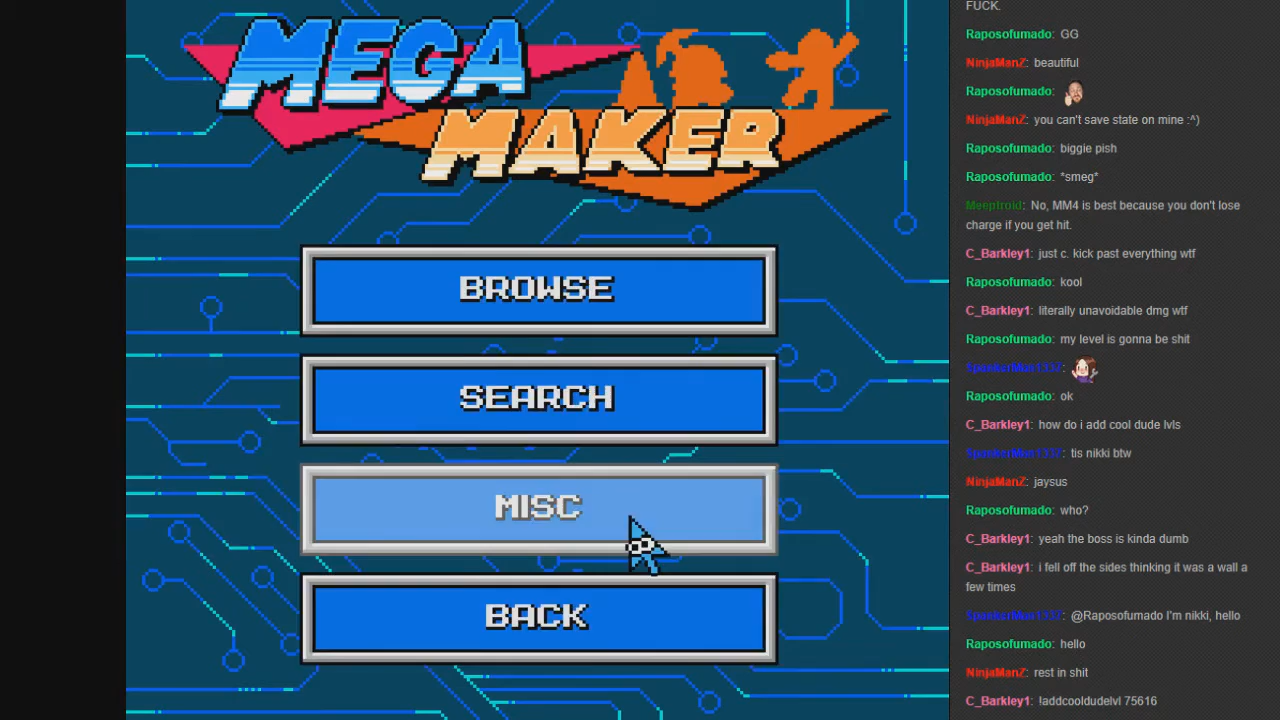 MEGA
MAKER
BROWSE
SEARCH
MISC
BACK
FUCK.
Raposofumado: GG
NinjaManZ: beautiful
Raposofumado:
NinjaManZ: you can't save state on mine :^)
Raposofumado: biggie pish
Raposofumado: *smeg*
Meeptroid: No, MM4 is best because you don't lose
charge if you get hit.
C_Barkley1: just c. kick past everything wtf
Raposofumado: kool
C_Barkley1: literally unavoidable dmg wtf
Raposofumado: my level is gonna be shit
Raposofumado: ok
C_Barkley1: how do i add cool dude lvls
tis nikki btw
NinjaManZ: jaysus
Raposofumado: who?
C_Barkley1: yeah the boss is kinda dumb
C_Barkley1: i fell off the sides thinking it was a wall a
few times
@Raposofumado I'm nikki, hello
Raposofumado: hello
NinjaManZ: rest in shit
C_Barkley1: !addcooldudelvl 75616